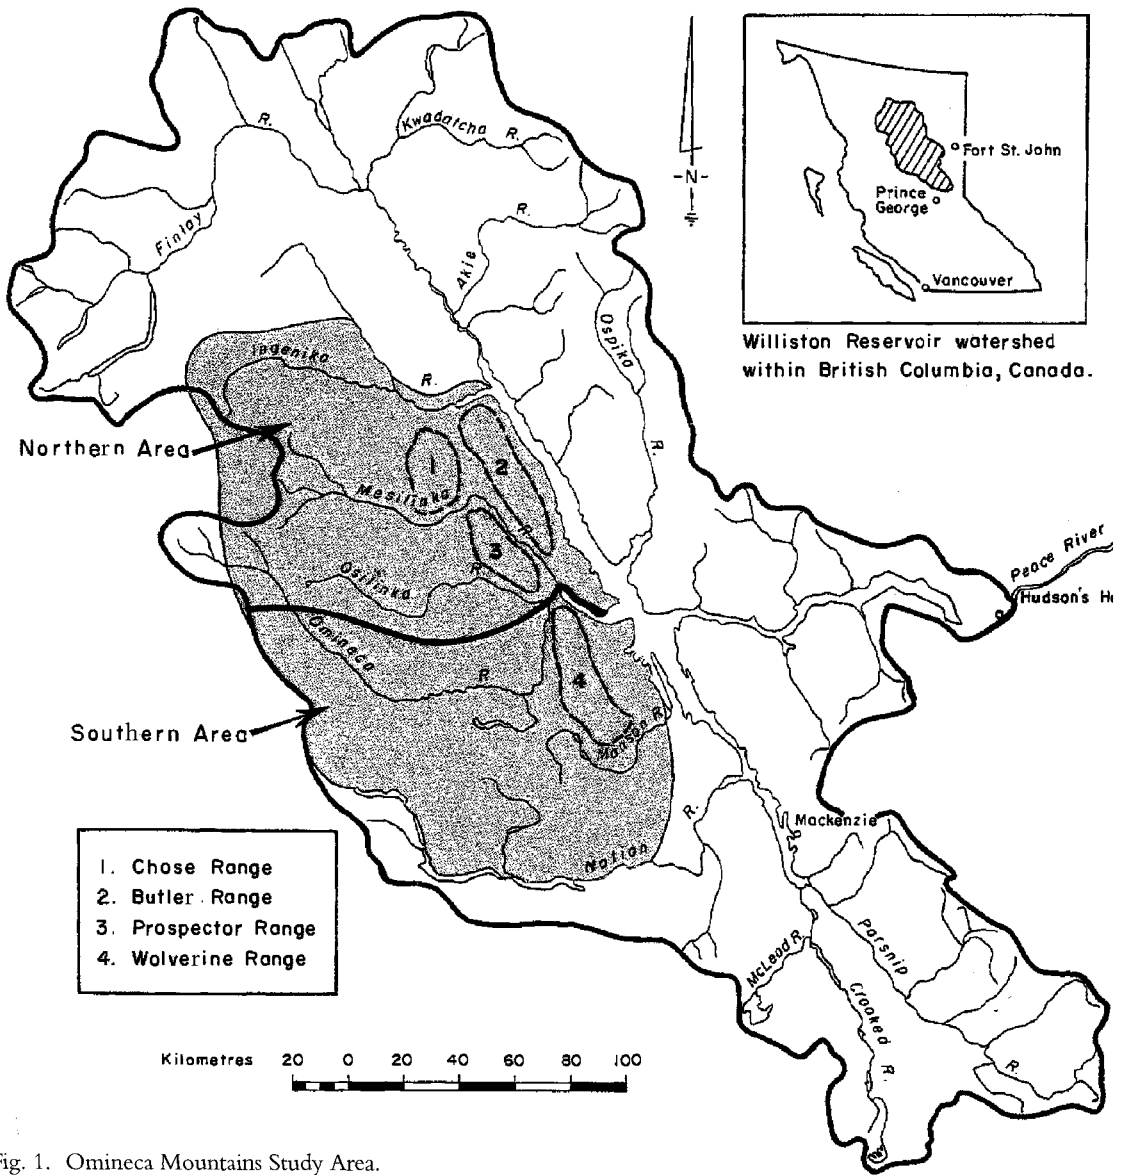 R.
Kwadatcha R.
Fort St. John
-N-
Prince
George
Finlay
R.
Akie
Vancouver
Ospika
Williston Reservoir watershed
within British Columbia, Canada.
Ingenika
R.
Northern Area
R.
1
2
Mesilinka
R.
3
Peace River
Osilinka
R.
Hudson's H
Omineca
R.
4
Southern Area
Manson R.
R.
Mackenzie
Nation
1. Chase Range
2. Butler Range
3. Prospector Range
4. Wolverine Range
Parsnip
McLeod R.
Crooked
R.
R.
Kilometres 20 0 20 40 60 80 100
ig. 1. Omineca Mountains Study Area.